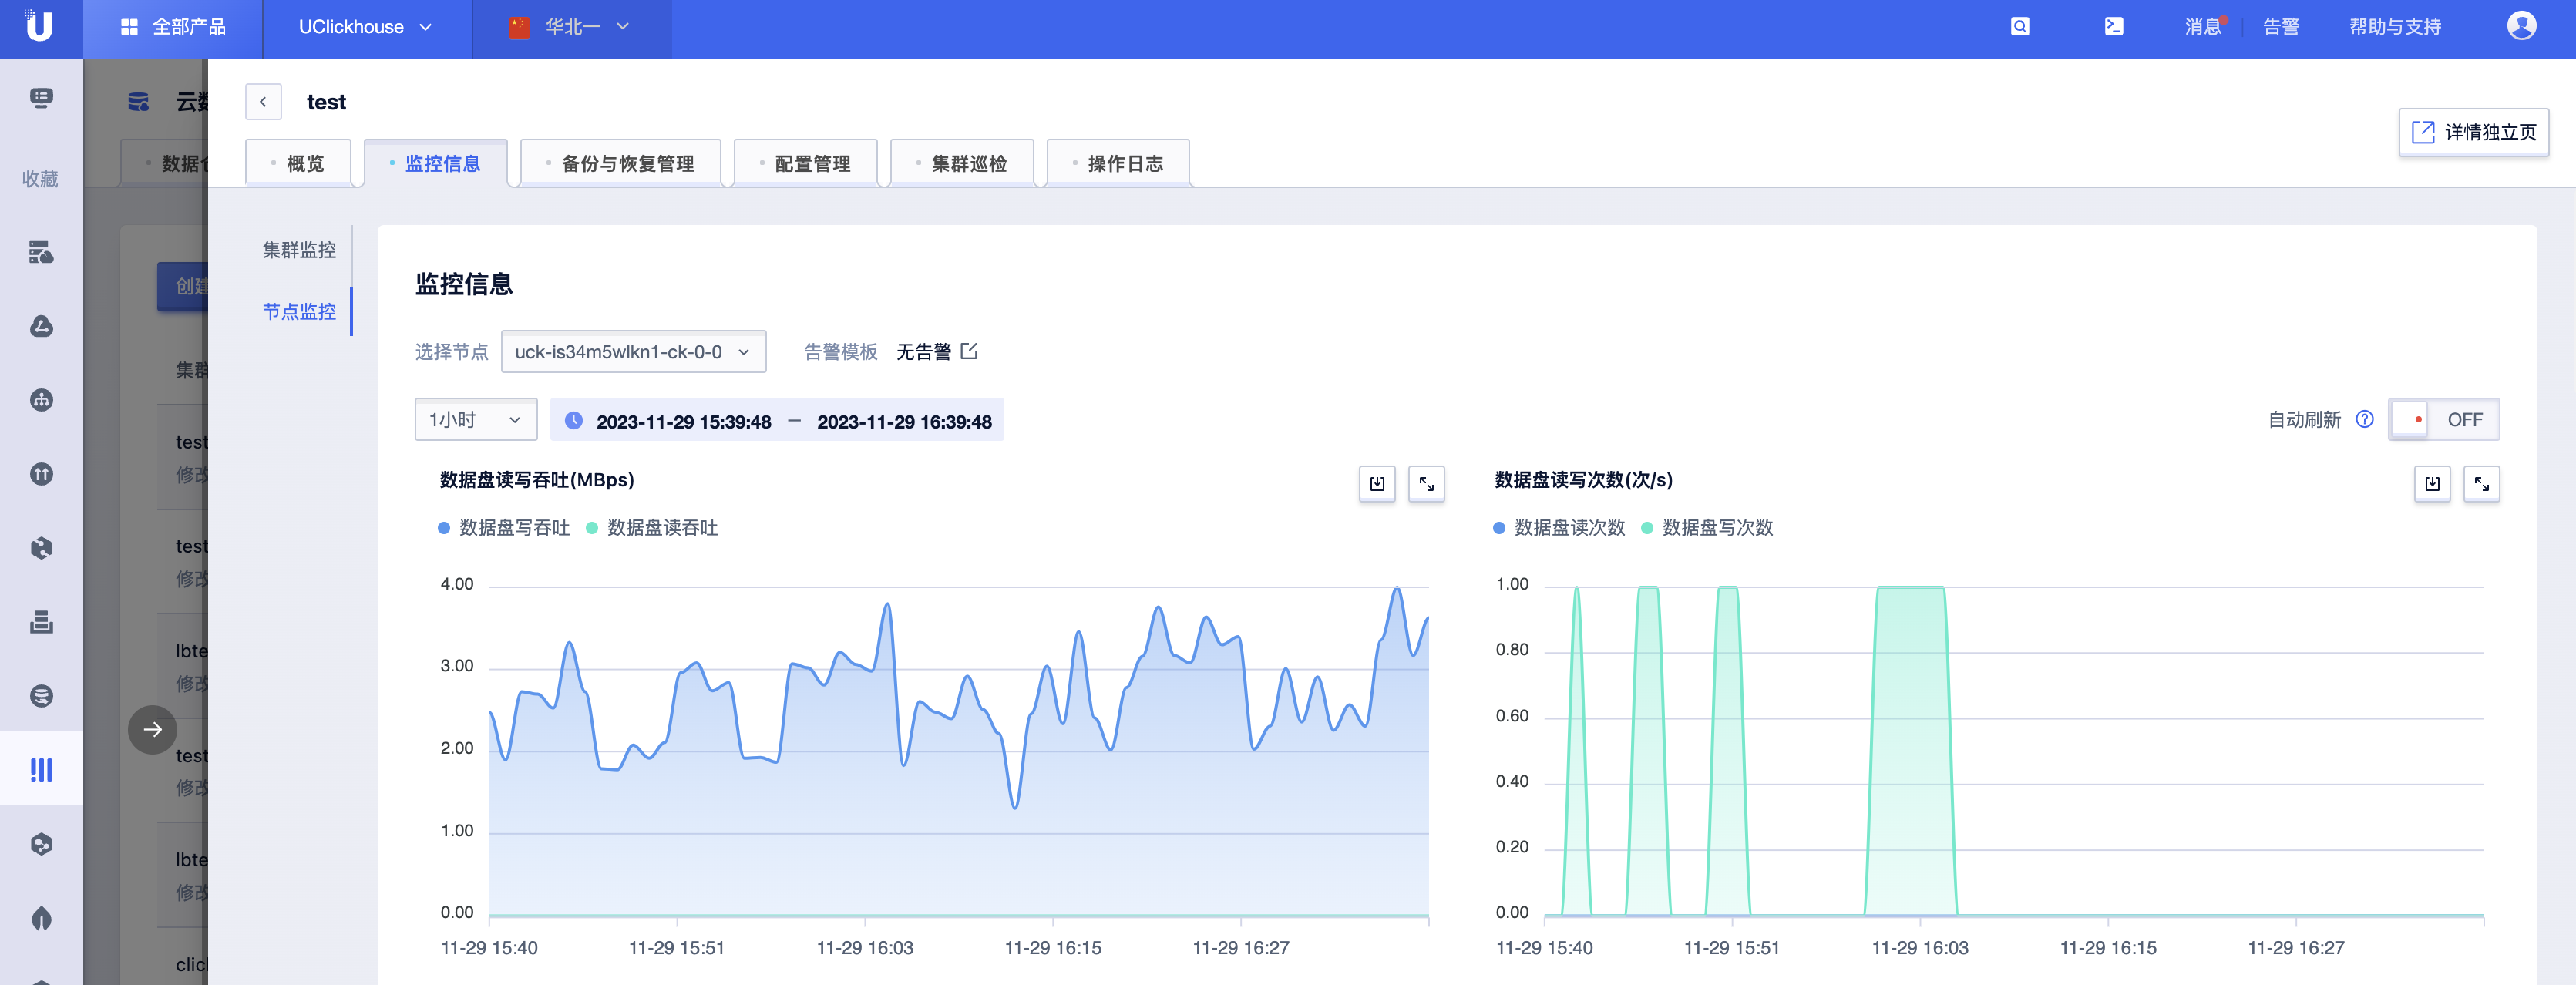 全部产品
UClickhouse
华北一
消息
告警
帮助与支持
收藏
test
详情独立页
概览
监控信息
备份与恢复管理
配置管理
集群巡检
操作日志
集群监控
节点监控
监控信息
选择节点
uck-is34m5wlkn1-ck-0-0
告警模板
无告警
1小时
2023-11-29 15:39:48 — 2023-11-29 16:39:48
自动刷新
OFF
数据盘读写吞吐(MBps)
数据盘写吞吐
数据盘读吞吐
4.00
3.00
2.00
1.00
0.00
11-29 15:40
11-29 15:51
11-29 16:03
11-29 16:15
11-29 16:27
数据盘读写次数(次/s)
数据盘读次数
数据盘写次数
1.00
0.80
0.60
0.40
0.20
0.00
11-29 15:40
11-29 15:51
11-29 16:03
11-29 16:15
11-29 16:27
云数
数据仓
创建
集群
test
修改
test
修改
lbte
修改
test
修改
lbte
修改
click